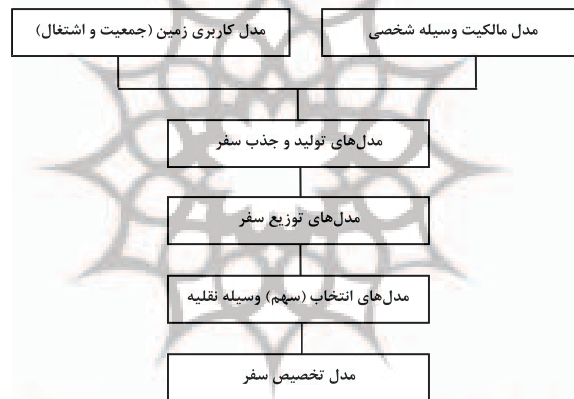 مدل مالکیت وسیله شخصی
مدل کاربری زمین (جمعیت و اشتغال)
مدل‌های تولید و جذب سفر
مدل‌های توزیع سفر
مدل‌های انتخاب (سهم) وسیله نقلیه
مدل تخصیص سفر